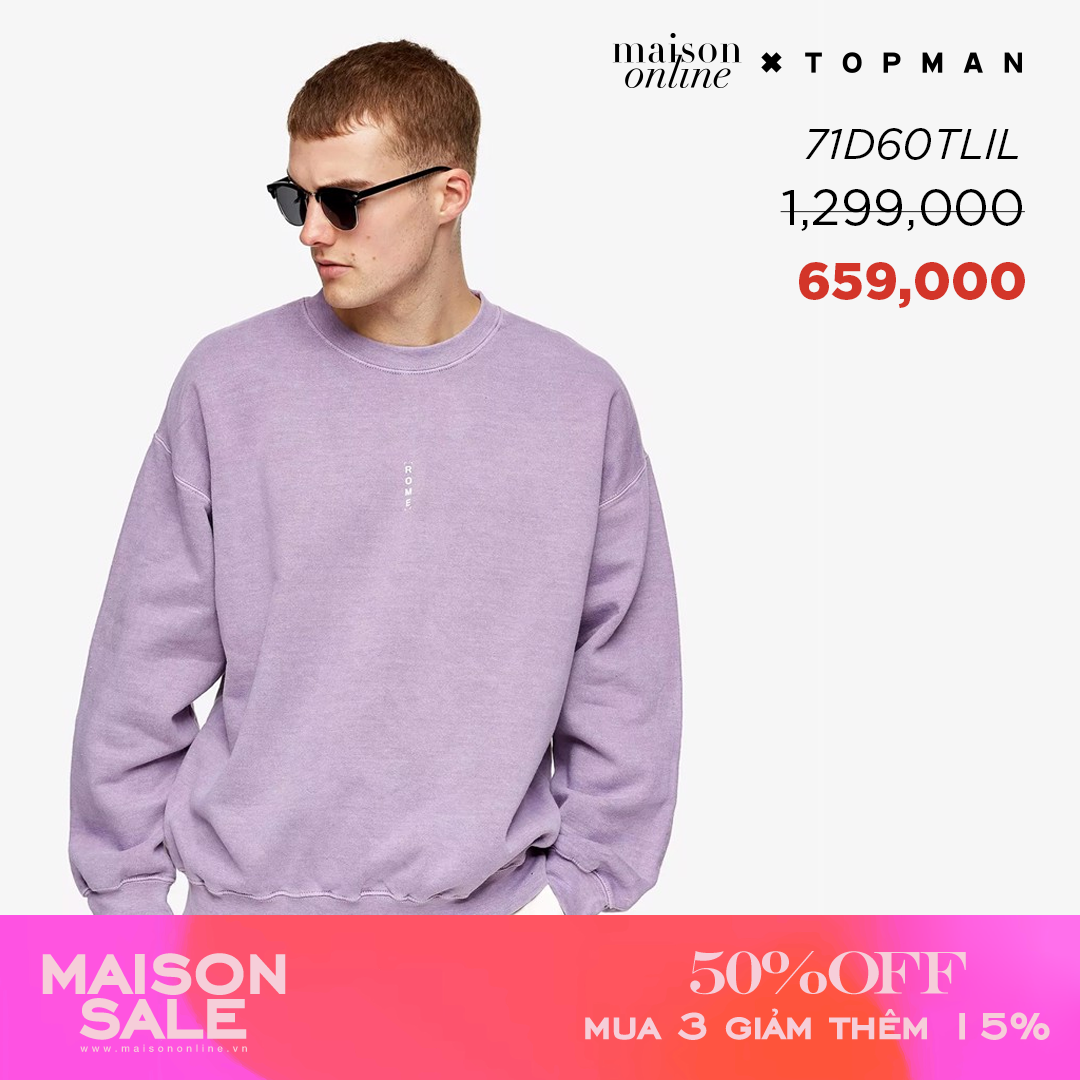 maison online ✖ TOPMAN
71D60TLIL
1,299,000
659,000
ROME
MAISON
SALE
www.maisononline.vn
50%OFF
MUA 3 GIẢM THÊM 15%